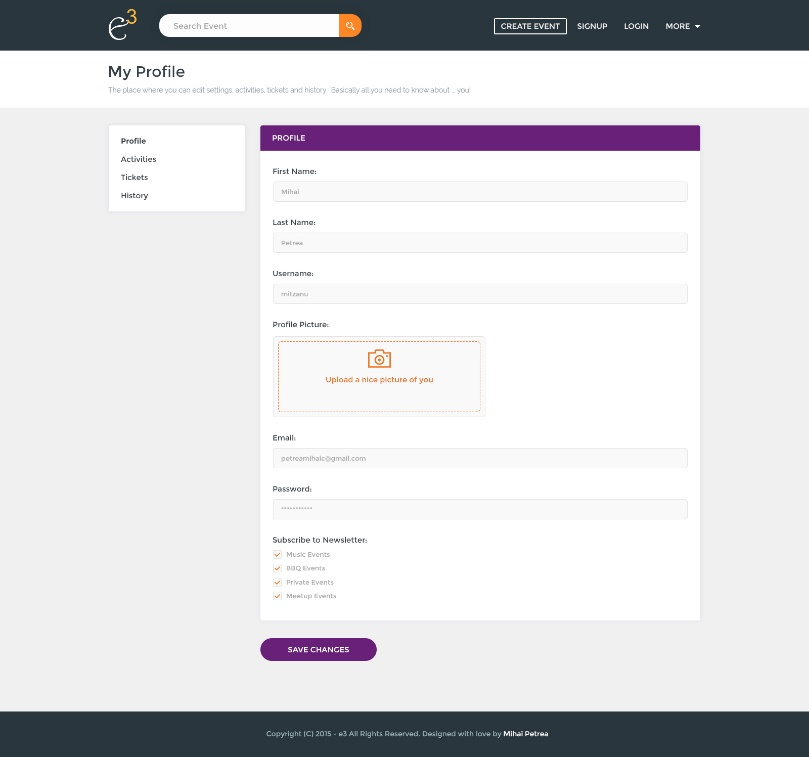 e3
Search Event
CREATE EVENT
SIGNUP
LOGIN
MORE
My Profile
The place where you can edit settings, activities, tickets and history. Basically all you need to know about ... you!
Profile
Activities
Tickets
History
PROFILE
First Name:
Mihai
Last Name:
Petrea
Username:
mitzanu
Profile Picture:
Upload a nice picture of you
Email:
petreamihaic@gmail.com
Password:
***********
Subscribe to Newsletter:
Music Events
BBQ Events
Private Events
Meetup Events
SAVE CHANGES
Copyright (C) 2015 - e3 All Rights Reserved. Designed with love by Mihai Petrea